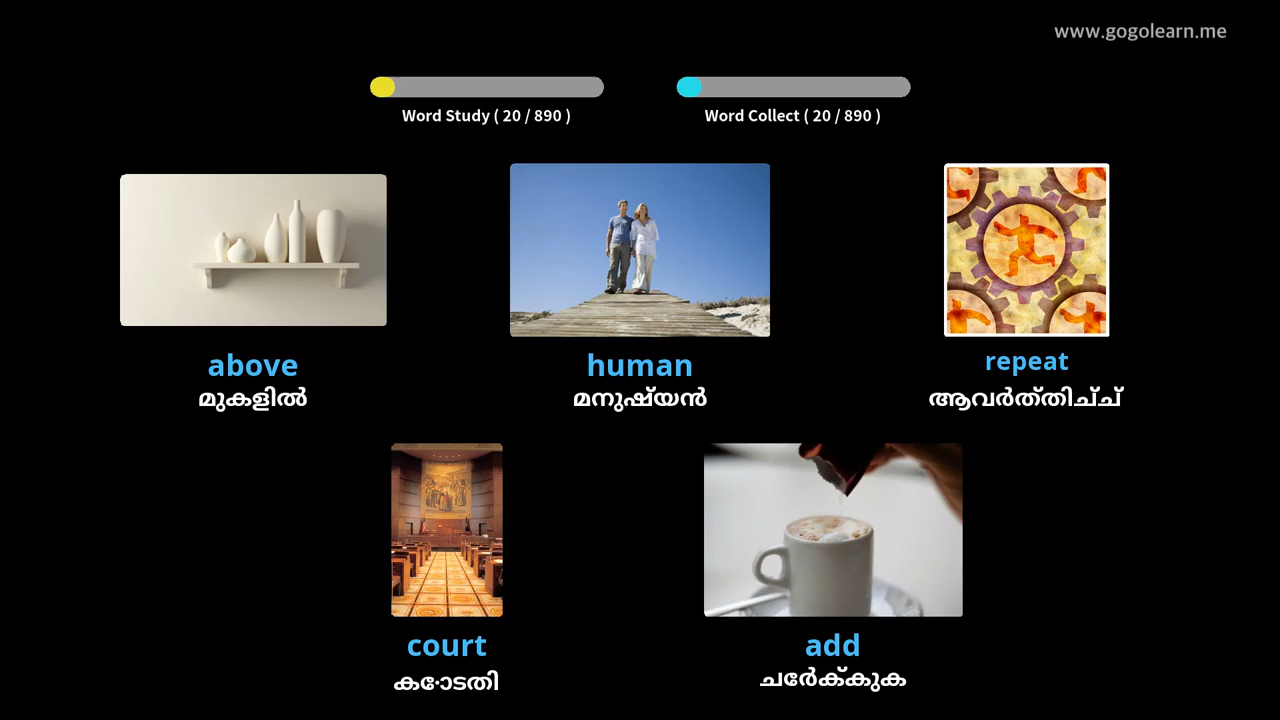 www.gogolearn.me
Word Study ( 20 / 890 )
Word Collect ( 20 / 890 )
above
മുകളിൽ
human
മനുഷ്യൻ
repeat
ആവർത്തിച്ച്
court
കോടതി
add
ചേർക്കുക